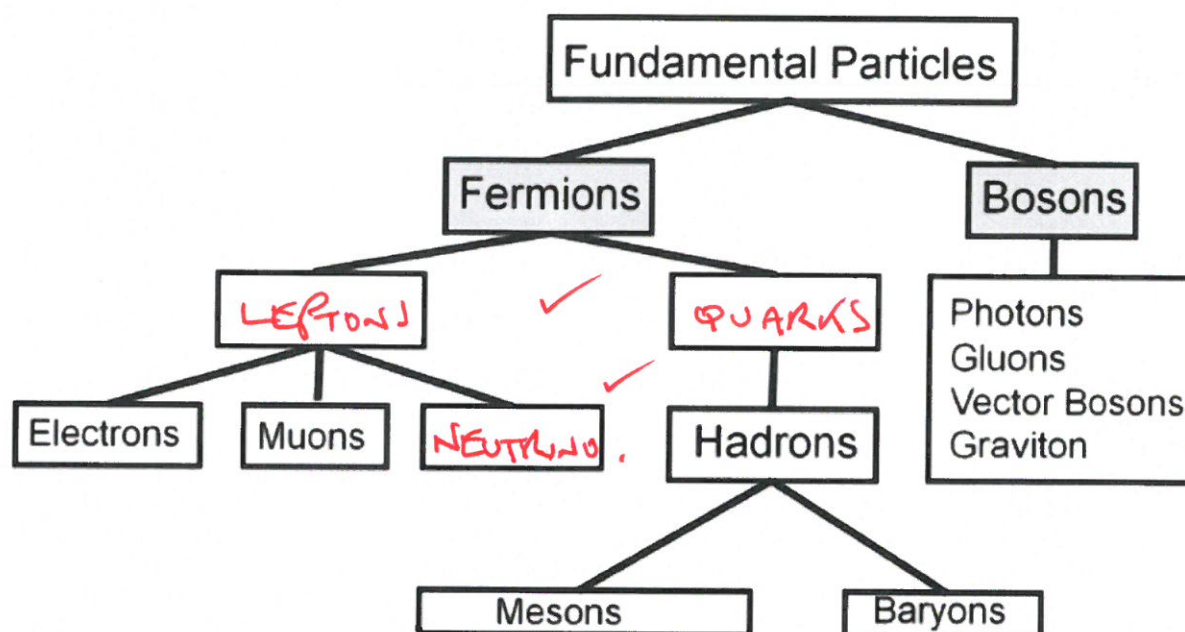 Fundamental Particles
Fermions
Bosons
LEPTONS
QUARKS
Photons
Gluons
Vector Bosons
Graviton
Electrons
Muons
NEUTRINO.
Hadrons
Mesons
Baryons